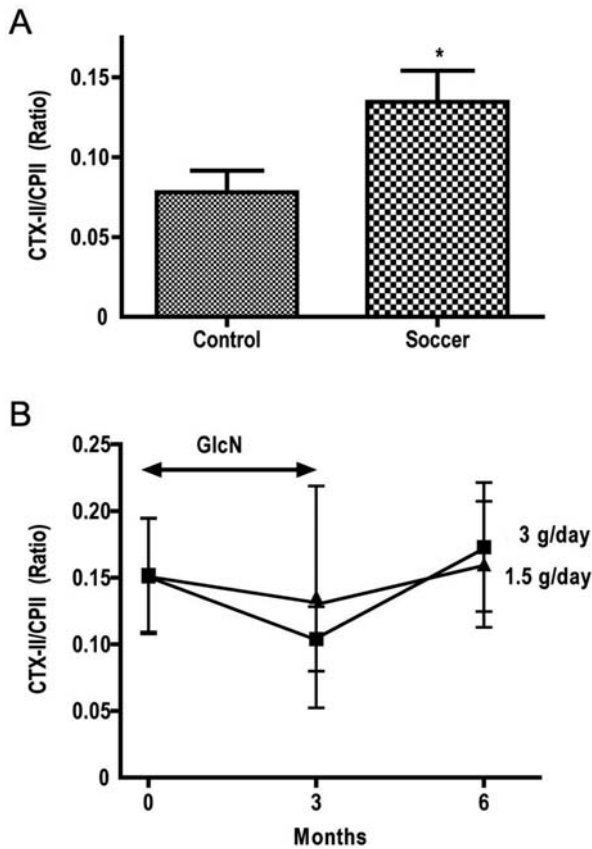 A
CTX-II/CPII (Ratio)
0.15
0.10
0.05
0
*
Control
Soccer
B
CTX-II/CPII (Ratio)
0.25
0.20
0.15
0.10
0.05
0
GlcN
3 g/day
1.5 g/day
0
3
6
Months